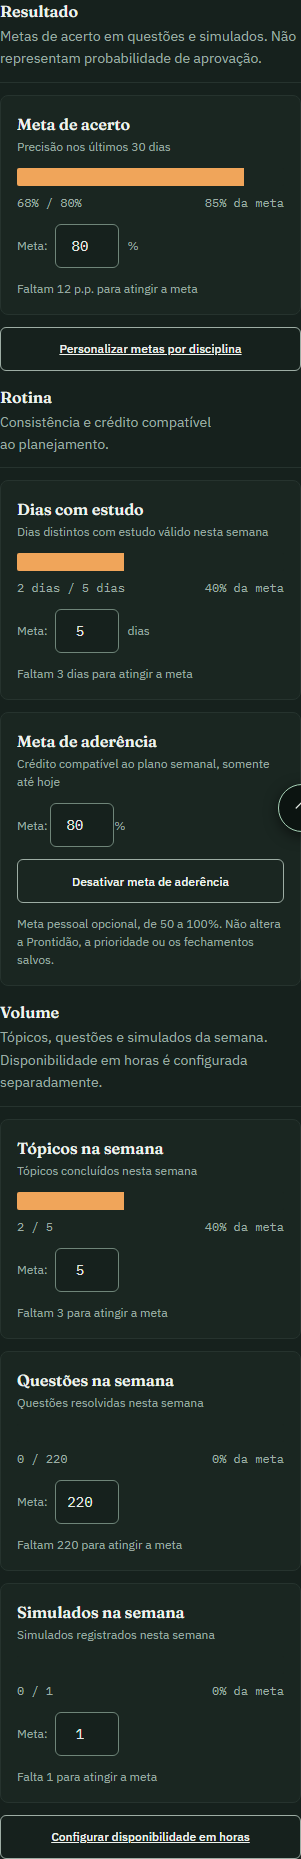 Resultado
Metas de acerto em questões e simulados. Não
representam probabilidade de aprovação.
Meta de acerto
Precisão nos últimos 30 dias
68% / 80%
85% da meta
Meta: 80 %
Faltam 12 p.p. para atingir a meta
Personalizar metas por disciplina
Rotina
Consistência e crédito compatível
ao planejamento.
Dias com estudo
Dias distintos com estudo válido nesta semana
2 dias / 5 dias
40% da meta
Meta: 5 dias
Faltam 3 dias para atingir a meta
Meta de aderência
Crédito compatível ao plano semanal, somente
até hoje
Meta: 80 %
Desativar meta de aderência
Meta pessoal opcional, de 50 a 100%. Não altera
a Prontidão, a prioridade ou os fechamentos
salvos.
Volume
Tópicos, questões e simulados da semana.
Disponibilidade em horas é configurada
separadamente.
Tópicos na semana
Tópicos concluídos nesta semana
2 / 5
40% da meta
Meta: 5
Faltam 3 para atingir a meta
Questões na semana
Questões resolvidas nesta semana
0 / 220
0% da meta
Meta: 220
Faltam 220 para atingir a meta
Simulados na semana
Simulados registrados nesta semana
0 / 1
0% da meta
Meta: 1
Falta 1 para atingir a meta
Configurar disponibilidade em horas